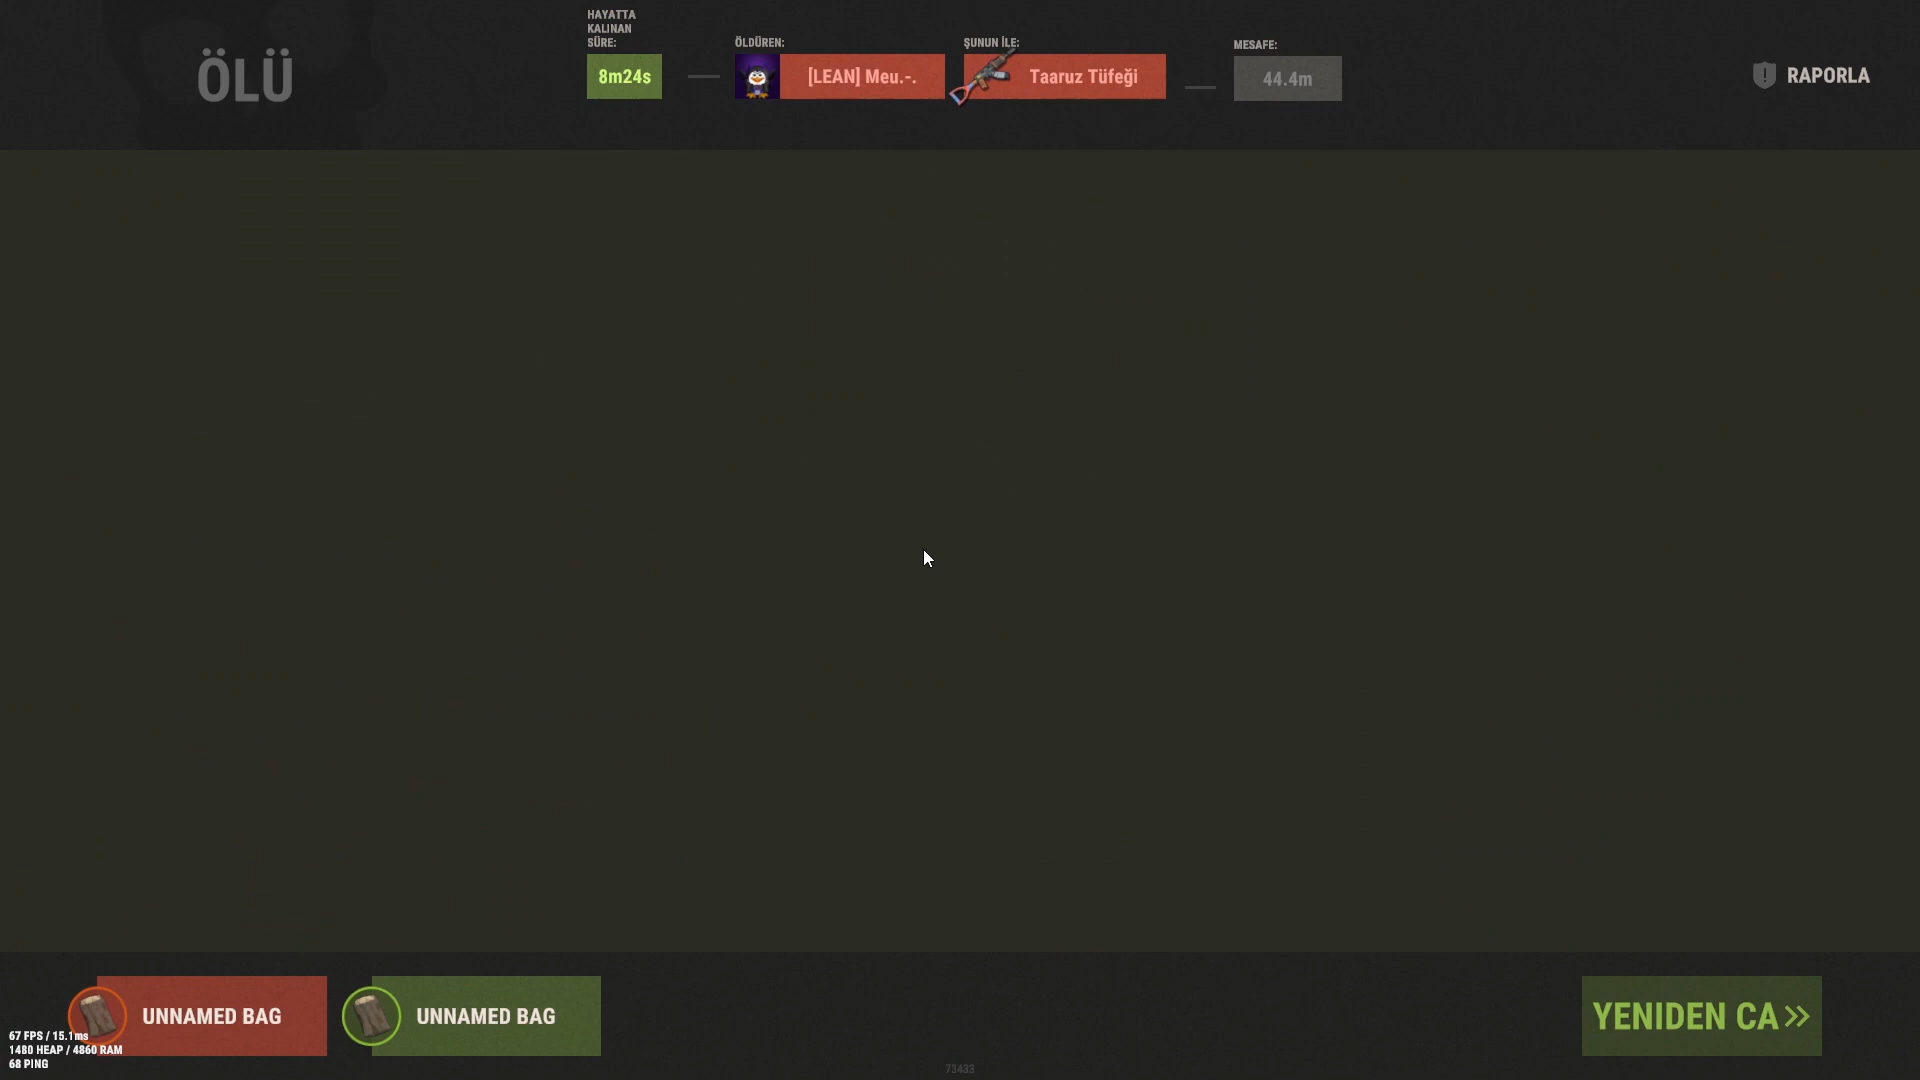 HAYATTA
KALINAN
SÜRE:
ÖLDÜREN:
ŞUNUN İLE:
MESAFE:
ÖLÜ
8m24s
[LEAN] Meu.-.
Taaruz Tüfeği
44.4m
RAPORLA
UNNAMED BAG
UNNAMED BAG
YENIDEN CA
67 FPS / 15.1ms
1480 HEAP / 4860 RAM
68 PING
73433